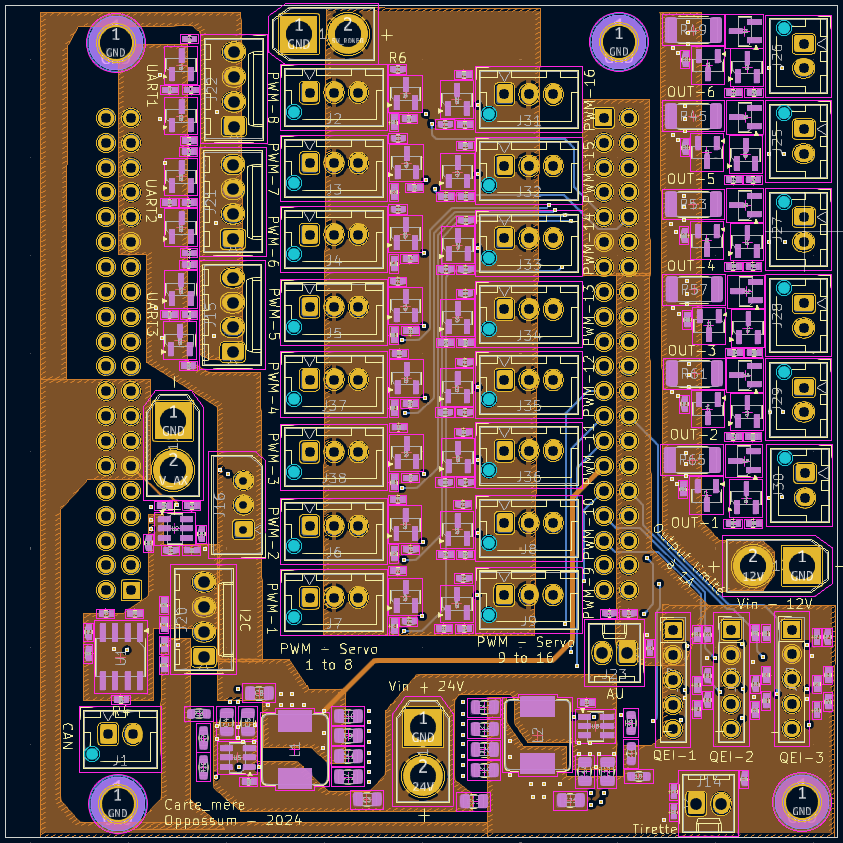 1
GND
1
GND
2
+
1
GND
R6
J22
UART1
PWM-8
J2
J31
PWM-16
R49
J26
OUT-6
R45
J25
OUT-5
PWM-7
J3
J32
PWM-15
UART2
R53
J27
OUT-4
PWM-6
J4
J33
PWM-14
UART3
PWM-5
J5
J34
PWM-13
R57
J28
OUT-3
PWM-4
J37
J35
PWM-12
R61
J29
OUT-2
1
GND
2
PWM-3
J38
J36
PWM-11
R65
J30
OUT-1
J16
PWM-2
J6
J8
PWM-10
Output limite
à 1A
+
2
12V
1
GND
Vin - 12V
J20
I2C
PWM-1
J7
J9
PWM-9
PWM - Servo
1 to 8
PWM - Servo
9 to 16
J23
AU
Vin + 24V
1
GND
2
24V
+
L2
QEI-1
QEI-2
QEI-3
CAN
J1
1
GND
Carte_mère
Oppossum - 2024
J14
Tirette
1
GND